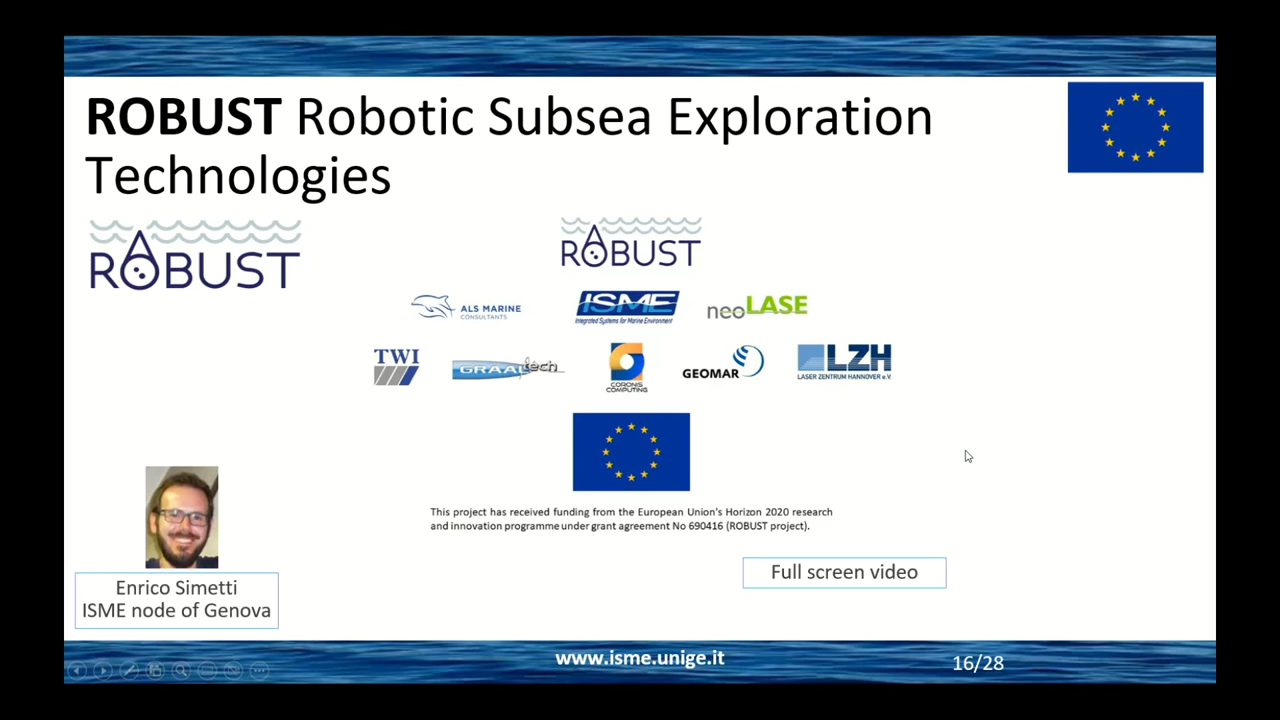 ROBUST Robotic Subsea Exploration
Technologies
ROBUST
ROBUST
ALS MARINE
CONSULTANTS
ISME
Integrated Systems for Marine Environment
neoLASE
TWI
GRAALtech
CORONIS
COMPUTING
GEOMAR
LZH
LASER ZENTRUM HANNOVER e.V.
This project has received funding from the European Union's Horizon 2020 research
and innovation programme under grant agreement No 690416 (ROBUST project).
Full screen video
Enrico Simetti
ISME node of Genova
www.isme.unige.it
16/28